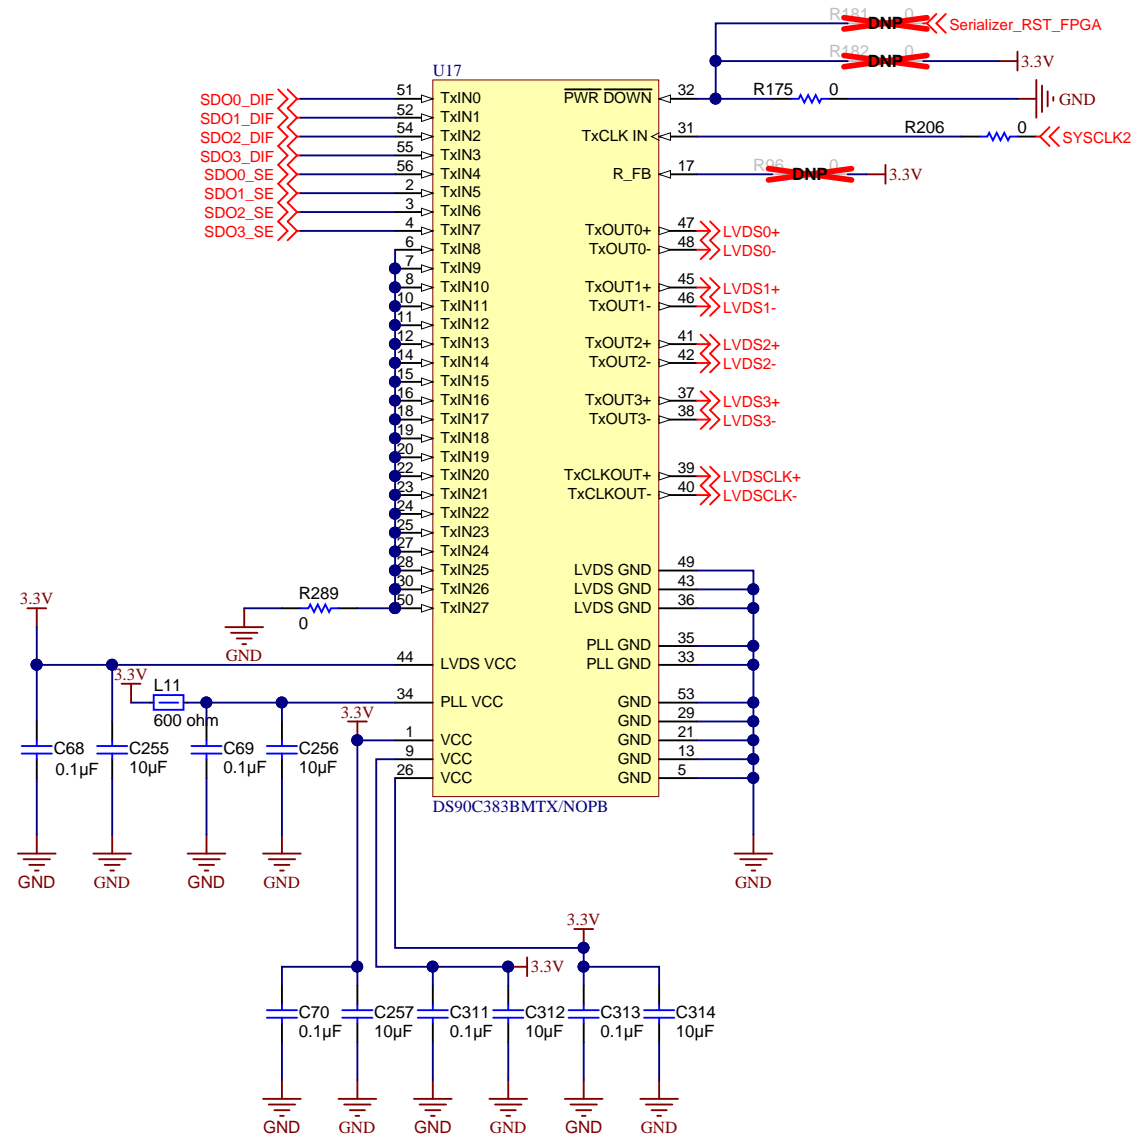 R181 0
DNP
Serializer_RST_FPGA
R182 0
DNP
3.3V
U17
R175 0
GND
SDO0_DIF 51 TxIN0 PWR DOWN 32
SDO1_DIF 52 TxIN1
SDO2_DIF 54 TxIN2 TxCLK IN 31 R206 0 SYSCLK2
SDO3_DIF 55 TxIN3
SDO0_SE 56 TxIN4 R_FB 17 R96 0 DNP 3.3V
SDO1_SE 2 TxIN5
SDO2_SE 3 TxIN6
SDO3_SE 4 TxIN7 TxOUT0+ 47 LVDS0+
6 TxIN8 TxOUT0- 48 LVDS0-
7 TxIN9
8 TxIN10 TxOUT1+ 45 LVDS1+
10 TxIN11 TxOUT1- 46 LVDS1-
11 TxIN12
12 TxIN13 TxOUT2+ 41 LVDS2+
14 TxIN14 TxOUT2- 42 LVDS2-
15 TxIN15
16 TxIN16 TxOUT3+ 37 LVDS3+
18 TxIN17 TxOUT3- 38 LVDS3-
19 TxIN18
20 TxIN19
22 TxIN20 TxCLKOUT+ 39 LVDSCLK+
23 TxIN21 TxCLKOUT- 40 LVDSCLK-
24 TxIN22
25 TxIN23
27 TxIN24
28 TxIN25 LVDS GND 49
30 TxIN26 LVDS GND 43
50 TxIN27 LVDS GND 36
R289
0
GND
3.3V
PLL GND 35
44 LVDS VCC PLL GND 33
3.3V
L11
600 ohm
34 PLL VCC GND 53
GND 29
3.3V
1 VCC GND 21
9 VCC GND 13
26 VCC GND 5
C68
0.1µF
C255
10µF
C69
0.1µF
C256
10µF
DS90C383BMTX/NOPB
GND GND GND GND GND
3.3V
3.3V
C70
0.1µF
C257
10µF
C311
0.1µF
C312
10µF
C313
0.1µF
C314
10µF
GND GND GND GND GND GND